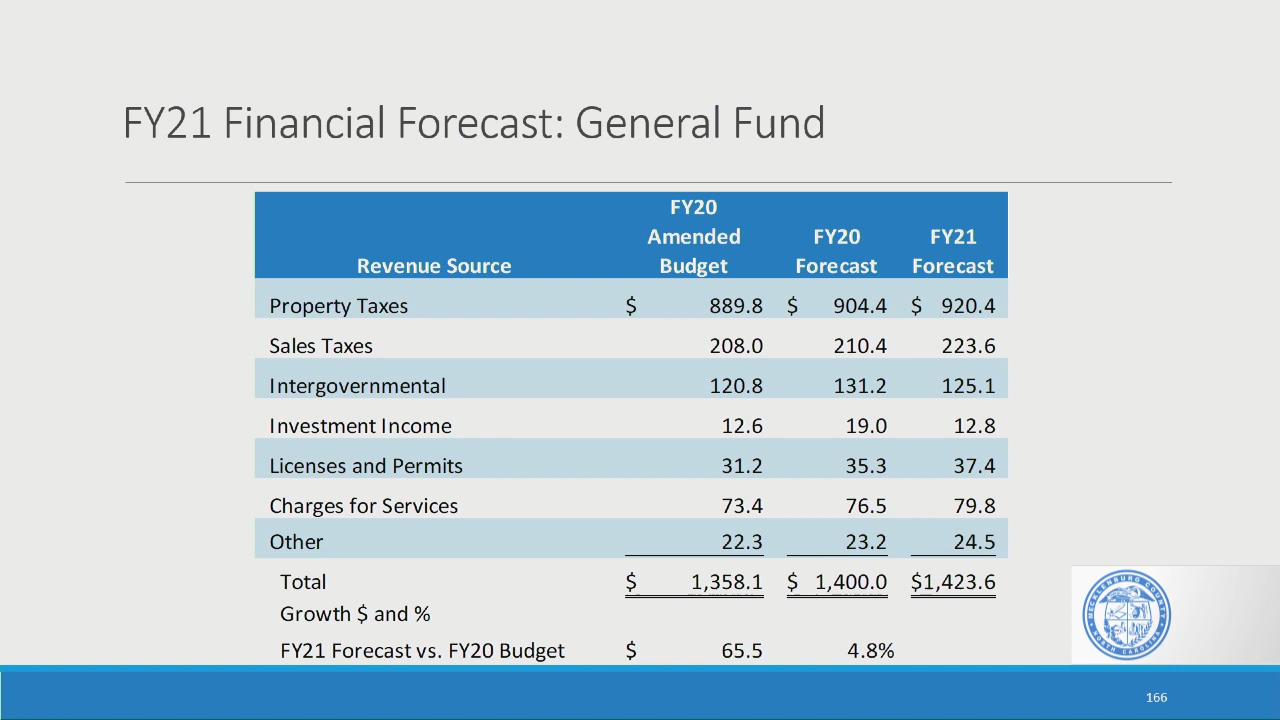 FY21 Financial Forecast: General Fund
FY20
Amended FY20 FY21
Revenue Source Budget Forecast Forecast
Property Taxes $ 889.8 $ 904.4 $ 920.4
Sales Taxes 208.0 210.4 223.6
Intergovernmental 120.8 131.2 125.1
Investment Income 12.6 19.0 12.8
Licenses and Permits 31.2 35.3 37.4
Charges for Services 73.4 76.5 79.8
Other 22.3 23.2 24.5
Total $ 1,358.1 $ 1,400.0 $1,423.6
Growth $ and %
FY21 Forecast vs. FY20 Budget $ 65.5 4.8%
MECKLENBURG COUNTY
NORTH CAROLINA
166